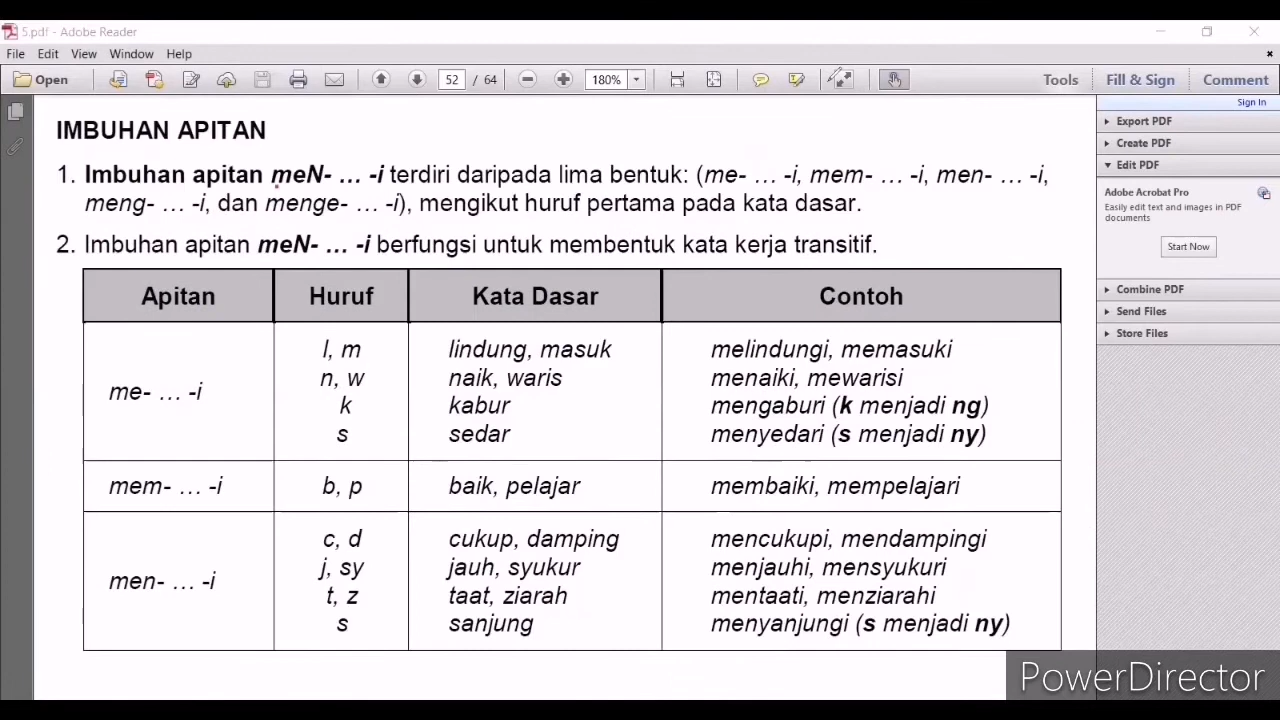 5.pdf - Adobe Reader
File Edit View Window Help
Open 52 / 64 180% Tools Fill & Sign Comment
Sign In
Export PDF
Create PDF
Edit PDF
Adobe Acrobat Pro
Easily edit text and images in PDF
documents
Start Now
Combine PDF
Send Files
Store Files
IMBUHAN APITAN
1. Imbuhan apitan meN- … -i terdiri daripada lima bentuk: (me- … -i, mem- … -i, men- … -i,
meng- … -i, dan menge- … -i), mengikut huruf pertama pada kata dasar.
2. Imbuhan apitan meN- … -i berfungsi untuk membentuk kata kerja transitif.
Apitan Huruf Kata Dasar Contoh
me- … -i
l, m lindung, masuk melindungi, memasuki
n, w naik, waris menaiki, mewarisi
k kabur mengaburi (k menjadi ng)
s sedar menyedari (s menjadi ny)
mem- … -i b, p baik, pelajar membaiki, mempelajari
men- … -i
c, d cukup, damping mencukupi, mendampingi
j, sy jauh, syukur menjauhi, mensyukuri
t, z taat, ziarah mentaati, menziarahi
s sanjung menyanjungi (s menjadi ny)
PowerDirector